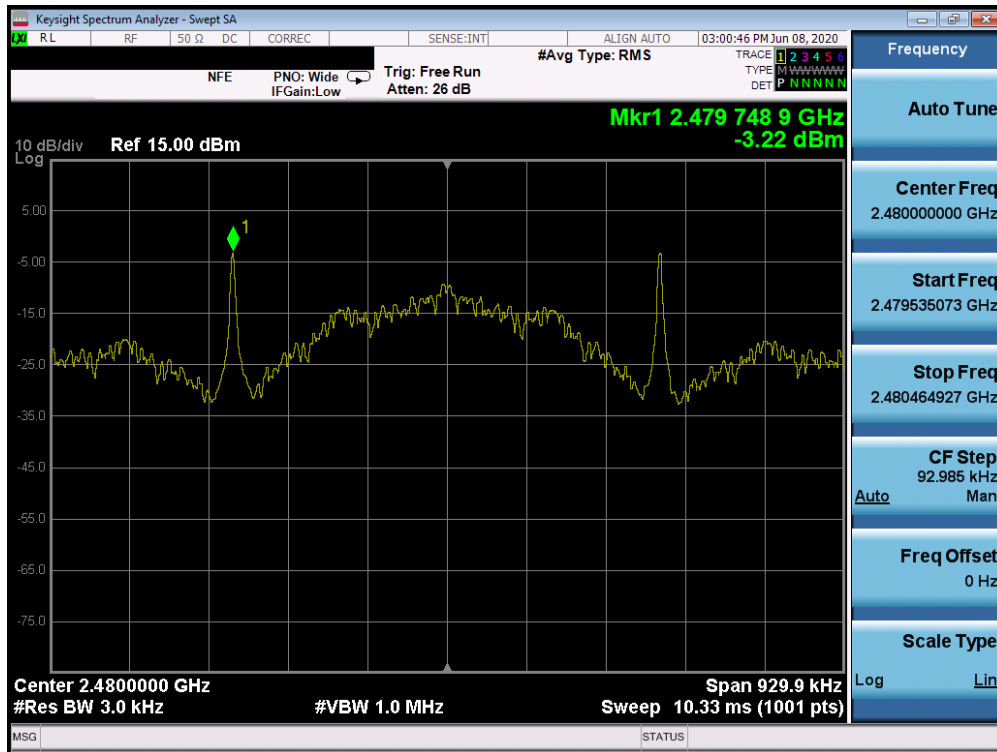 Keysight Spectrum Analyzer - Swept SA
LXI RL RF 50 Ω DC CORREC SENSE:INT ALIGN AUTO 03:00:46 PM Jun 08, 2020
Frequency
NFE PNO: Wide Trig: Free Run #Avg Type: RMS TRACE 1 2 3 4 5 6
TYPE M WWWWW
IFGain:Low Atten: 26 dB DET P N N N N N
Auto Tune
Mkr1 2.479 748 9 GHz
-3.22 dBm
10 dB/div Ref 15.00 dBm
Log
5.00
-5.00
-15.0
-25.0
-35.0
-45.0
-55.0
-65.0
-75.0
1
Center 2.4800000 GHz Span 929.9 kHz
#Res BW 3.0 kHz #VBW 1.0 MHz Sweep 10.33 ms (1001 pts)
Center Freq
2.480000000 GHz
Start Freq
2.479535073 GHz
Stop Freq
2.480464927 GHz
CF Step
92.985 kHz
Auto Man
Freq Offset
0 Hz
Scale Type
Log Lin
MSG STATUS